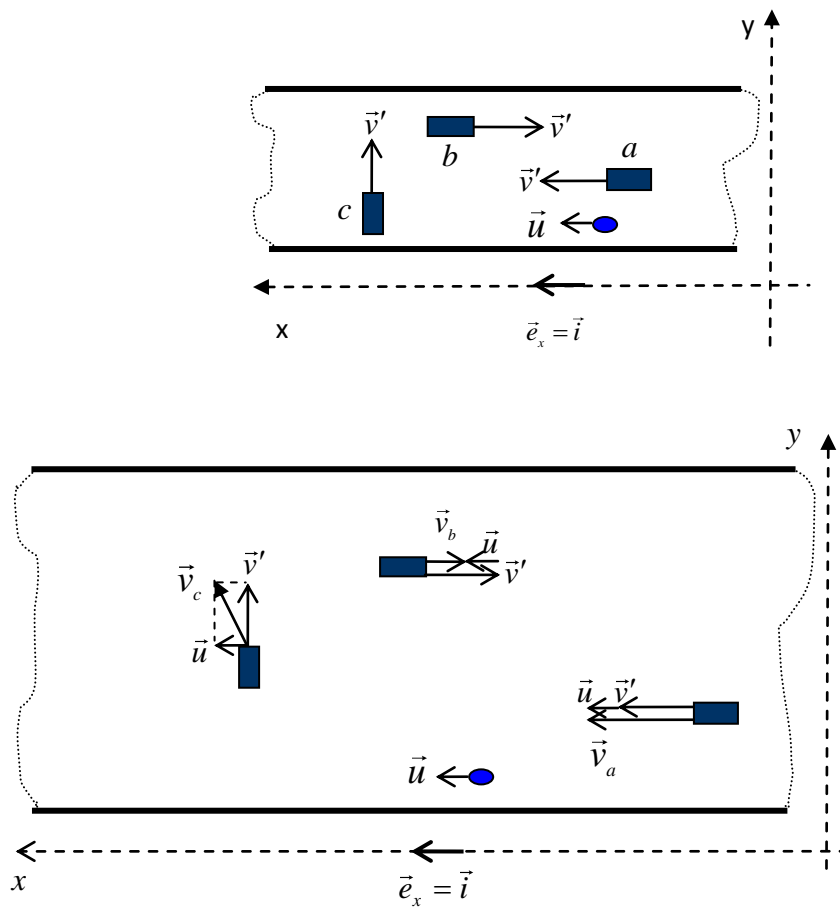 y
v⃗′
b
v⃗′
a
v⃗′
c
u⃗
x
e⃗ₓ = i⃗
y
v⃗_b
u⃗
v⃗′
v⃗′
v⃗_c
u⃗
u⃗ v⃗′
v⃗_a
u⃗
x
e⃗ₓ = i⃗